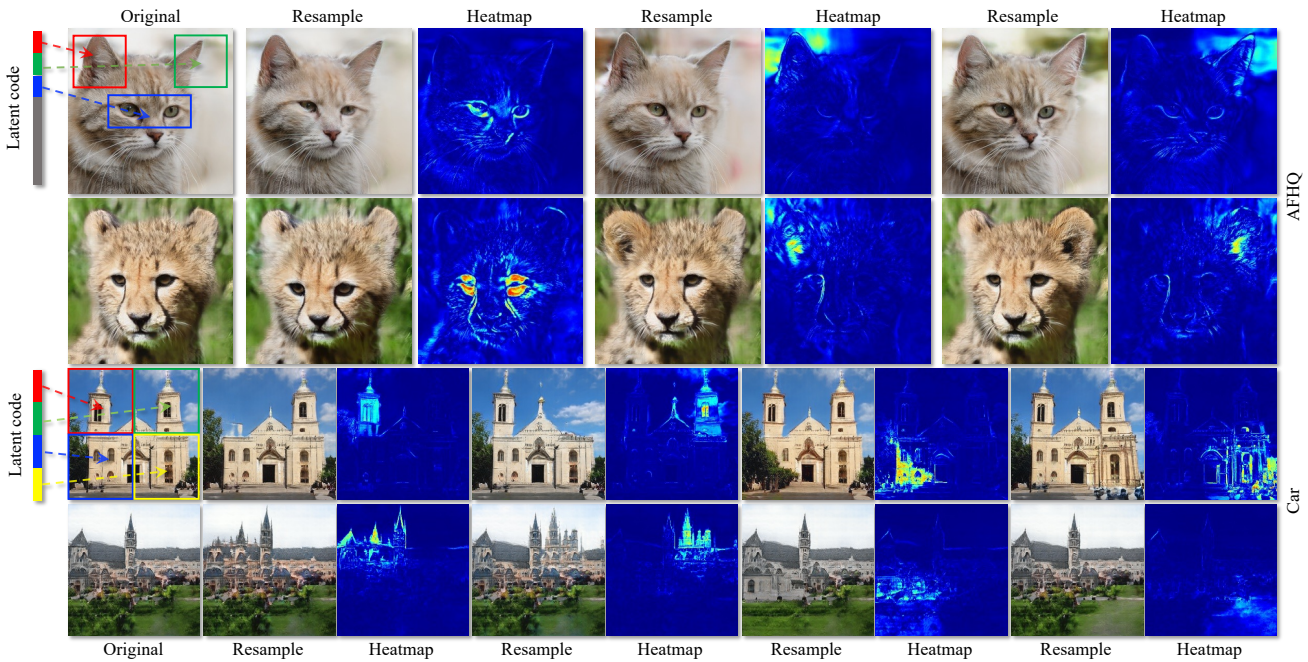 Original Resample Heatmap Resample Heatmap Resample Heatmap
Latent code
AFHQ
Latent code
Car
Original Resample Heatmap Resample Heatmap Resample Heatmap Resample Heatmap